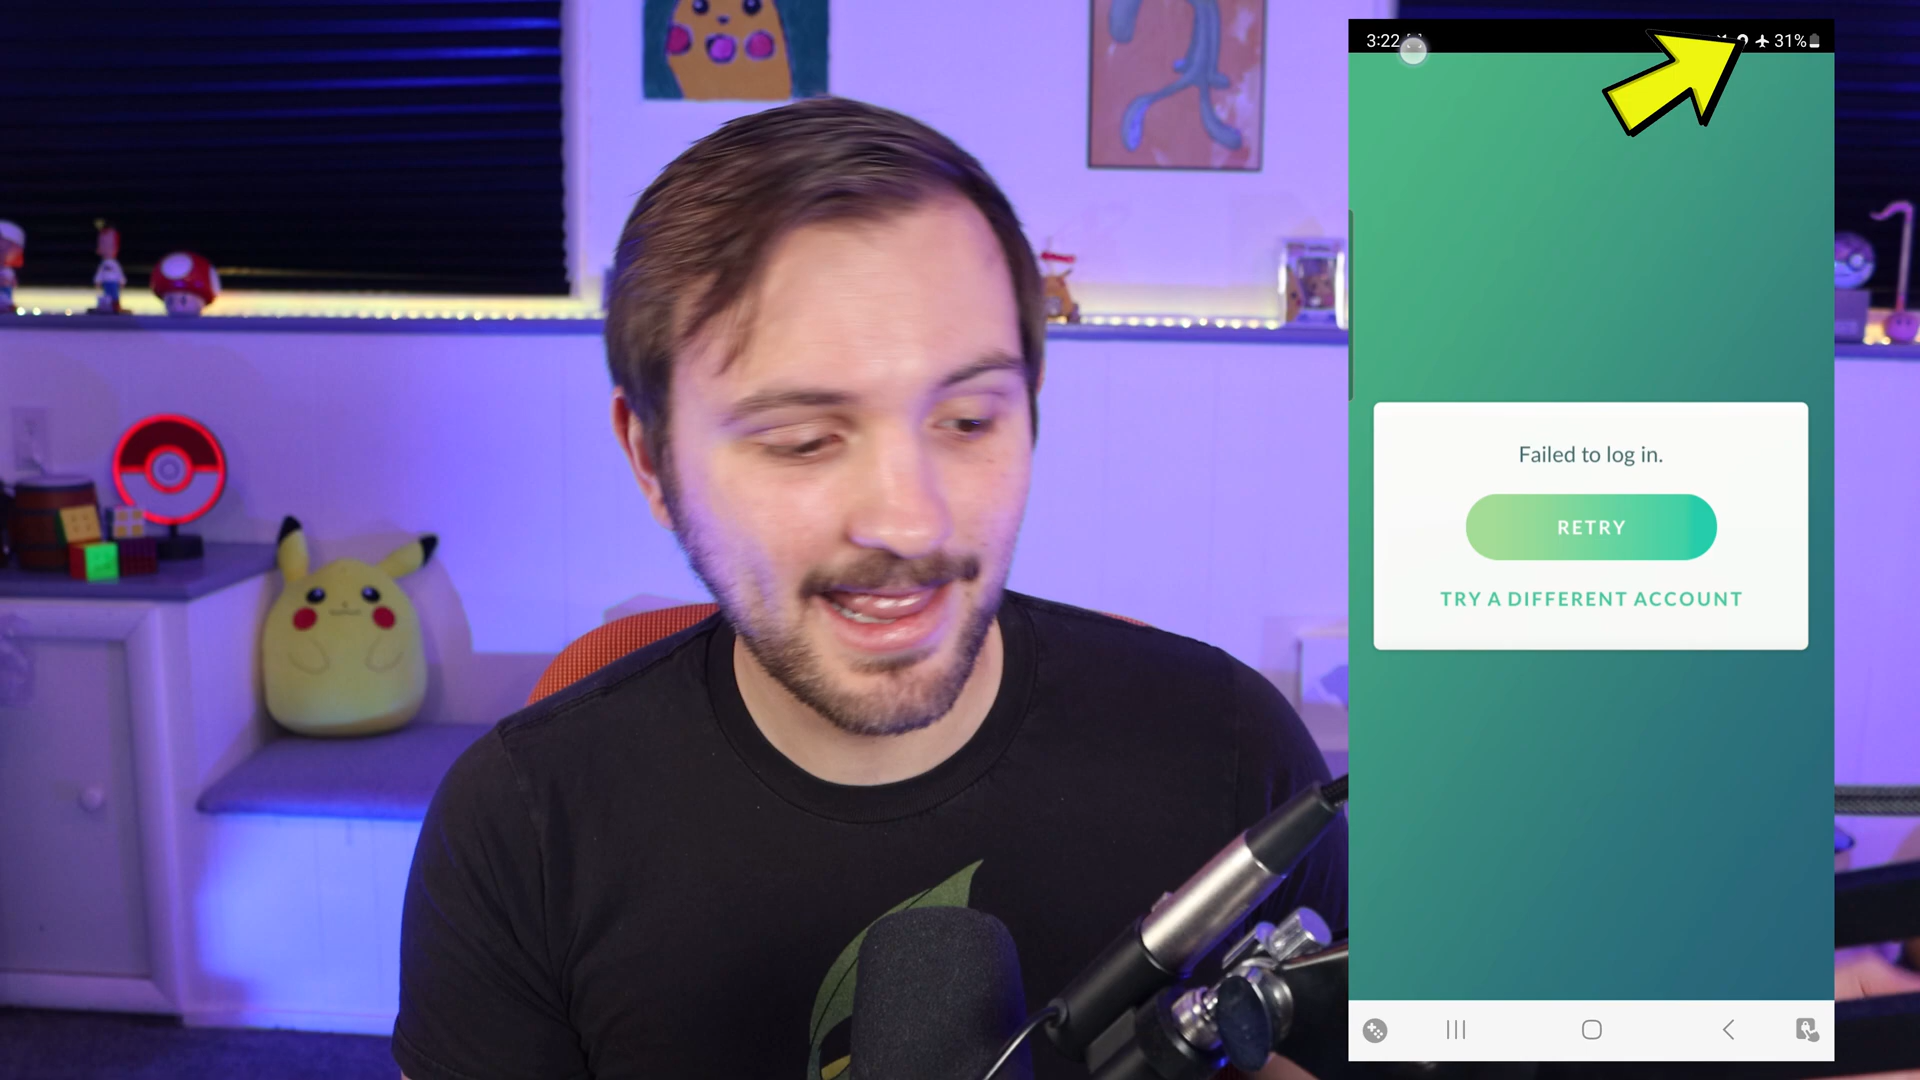 3:22
31%
Failed to log in.
RETRY
TRY A DIFFERENT ACCOUNT